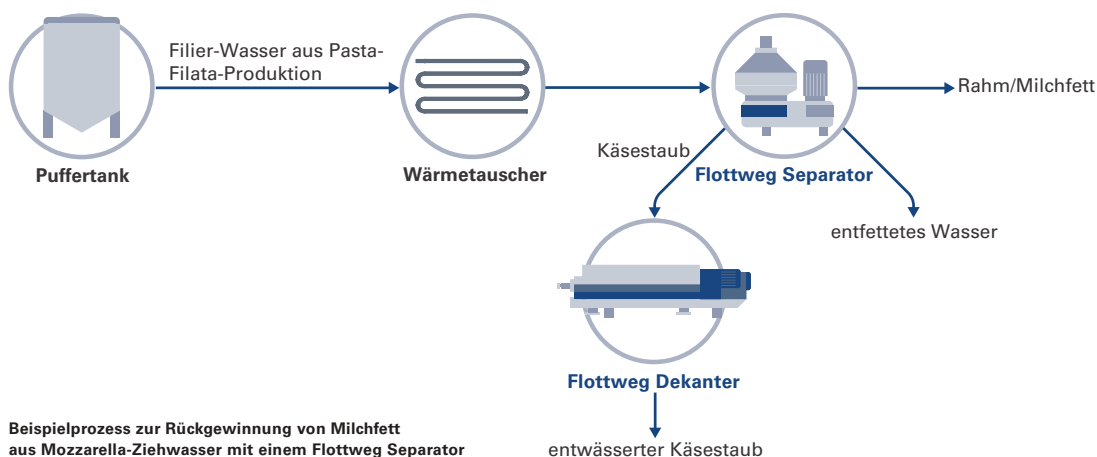 Filier-Wasser aus Pasta-
Filata-Produktion
Rahm/Milchfett
Käsestaub
Puffertank
Wärmetauscher
Flottweg Separator
entfettetes Wasser
Flottweg Dekanter
Beispielprozess zur Rückgewinnung von Milchfett
aus Mozzarella-Ziehwasser mit einem Flottweg Separator
entwässerter Käsestaub